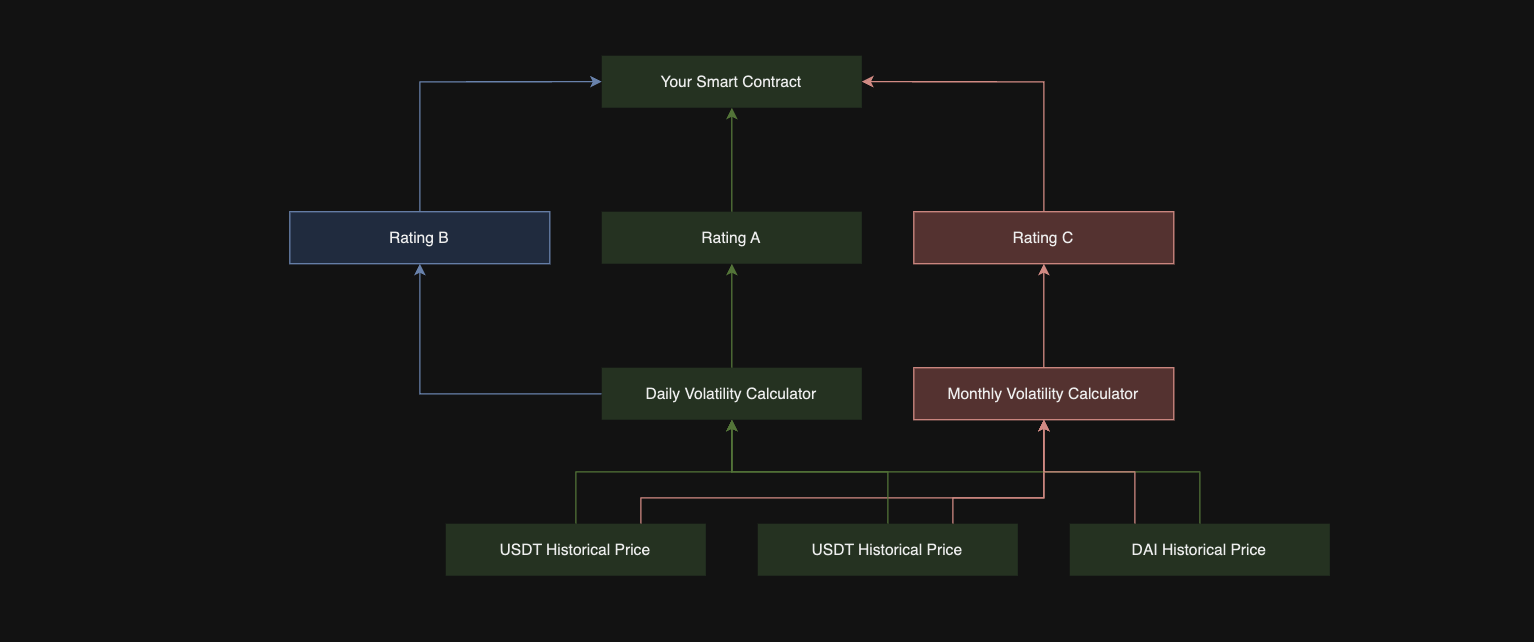 Your Smart Contract
Rating B
Rating A
Rating C
Daily Volatility Calculator
Monthly Volatility Calculator
USDT Historical Price
USDT Historical Price
DAI Historical Price